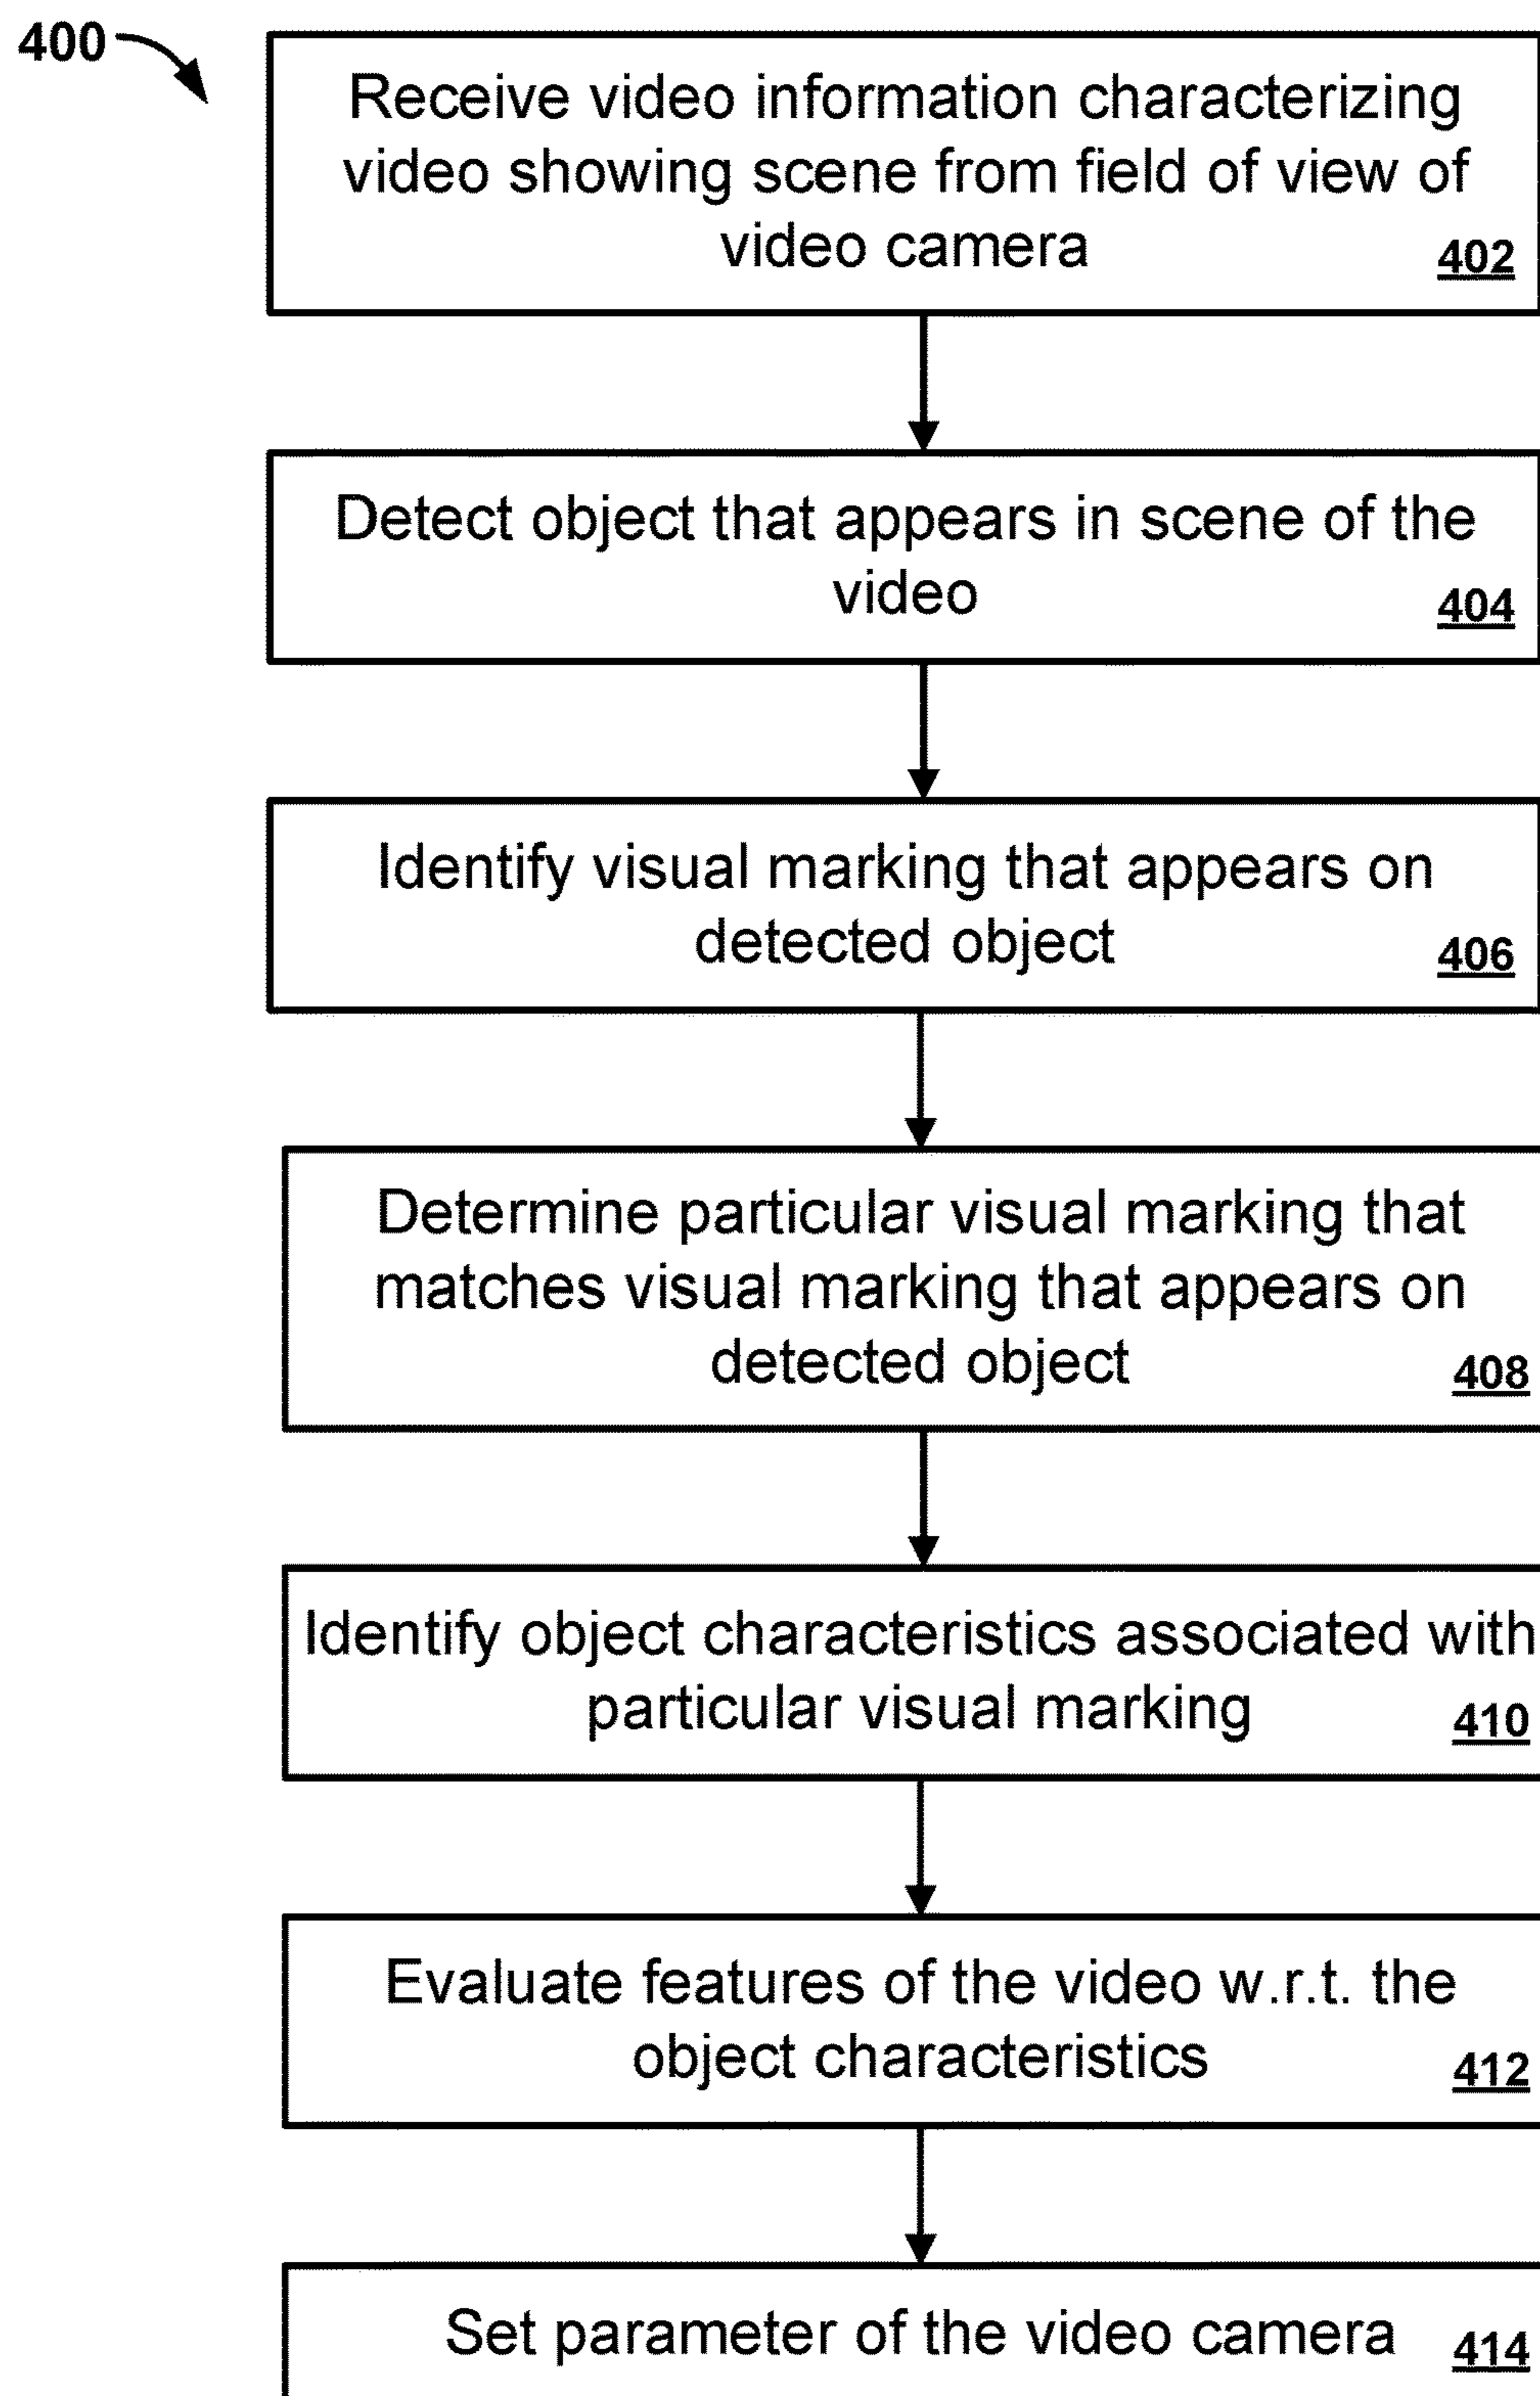 400
Receive video information characterizing
video showing scene from field of view of
video camera
402
Detect object that appears in scene of the
video
404
Identify visual marking that appears on
detected object
406
Determine particular visual marking that
matches visual marking that appears on
detected object
408
Identify object characteristics associated with
particular visual marking
410
Evaluate features of the video w.r.t. the
object characteristics
412
Set parameter of the video camera
414